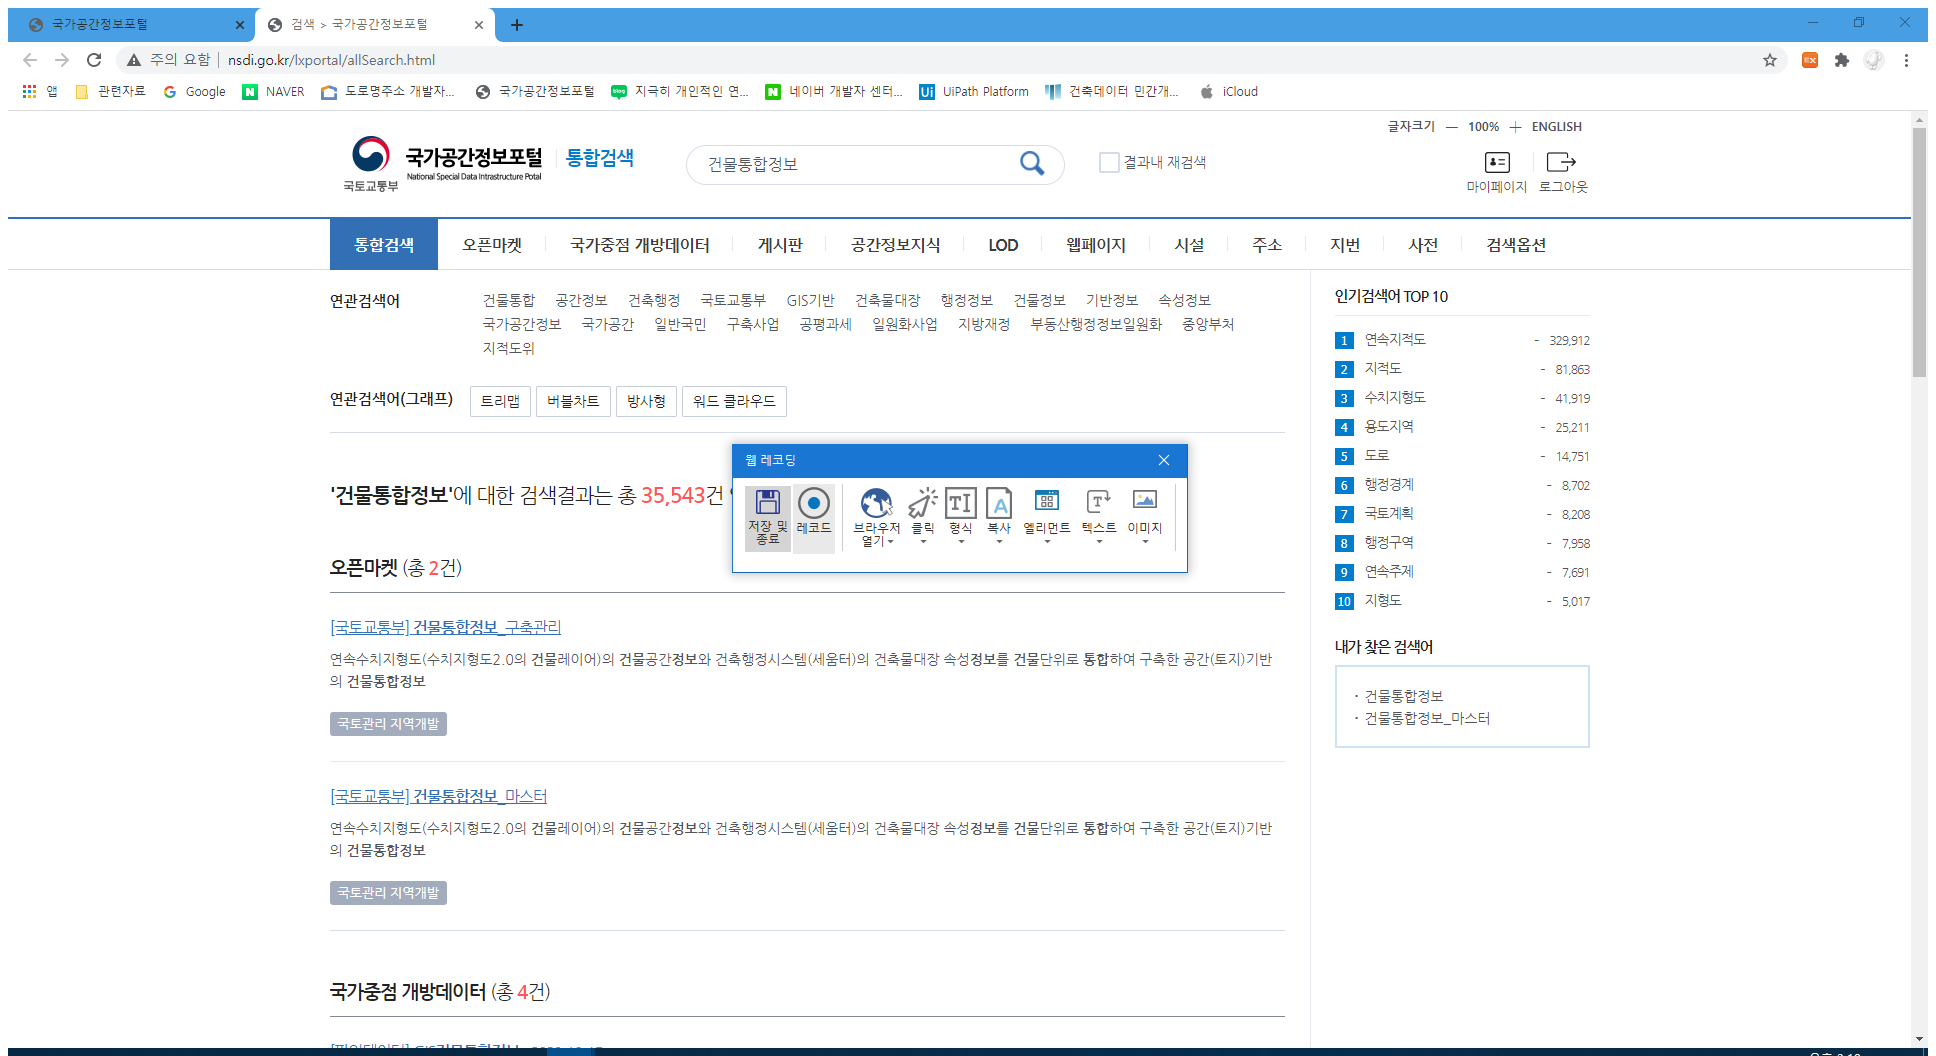 국가공간정보포털
검색 > 국가공간정보포털
주의 요함 nsdi.go.kr/lxportal/allSearch.html
앱 관련자료 Google NAVER 도로명주소 개발자... 국가공간정보포털 지극히 개인적인 연... 네이버 개발자 센터... UiPath Platform 건축데이터 민간개... iCloud
글자크기 100% ENGLISH
국토교통부 국가공간정보포털 통합검색
National Special Data Intrastructure Potal
건물통합정보
결과내 재검색
마이페이지 로그아웃
통합검색 오픈마켓 국가중점 개방데이터 게시판 공간정보지식 LOD 웹페이지 시설 주소 지번 사전 검색옵션
연관검색어 건물통합 공간정보 건축행정 국토교통부 GIS기반 건축물대장 행정정보 건물정보 기반정보 속성정보
국가공간정보 국가공간 일반국민 구축사업 공평과세 일원화사업 지방재정 부동산행정정보일원화 중앙부처
지적도위
연관검색어(그래프) 트리맵 버블차트 방사형 워드 클라우드
'건물통합정보'에 대한 검색결과는 총 35,543건
웹 레코딩
저장 및 종료 레코드 브라우저 열기 클릭 형식 복사 엘리먼트 텍스트 이미지
오픈마켓 (총 2건)
[국토교통부] 건물통합정보_구축관리
연속수치지형도(수치지형도2.0의 건물레이어)의 건물공간정보와 건축행정시스템(세움터)의 건축물대장 속성정보를 건물단위로 통합하여 구축한 공간(토지)기반
의 건물통합정보
국토관리 지역개발
[국토교통부] 건물통합정보_마스터
연속수치지형도(수치지형도2.0의 건물레이어)의 건물공간정보와 건축행정시스템(세움터)의 건축물대장 속성정보를 건물단위로 통합하여 구축한 공간(토지)기반
의 건물통합정보
국토관리 지역개발
국가중점 개방데이터 (총 4건)
인기검색어 TOP 10
1 연속지적도 - 329,912
2 지적도 - 81,863
3 수치지형도 - 41,919
4 용도지역 - 25,211
5 도로 - 14,751
6 행정경계 - 8,702
7 국토계획 - 8,208
8 행정구역 - 7,958
9 연속주제 - 7,691
10 지형도 - 5,017
내가 찾은 검색어
· 건물통합정보
· 건물통합정보_마스터